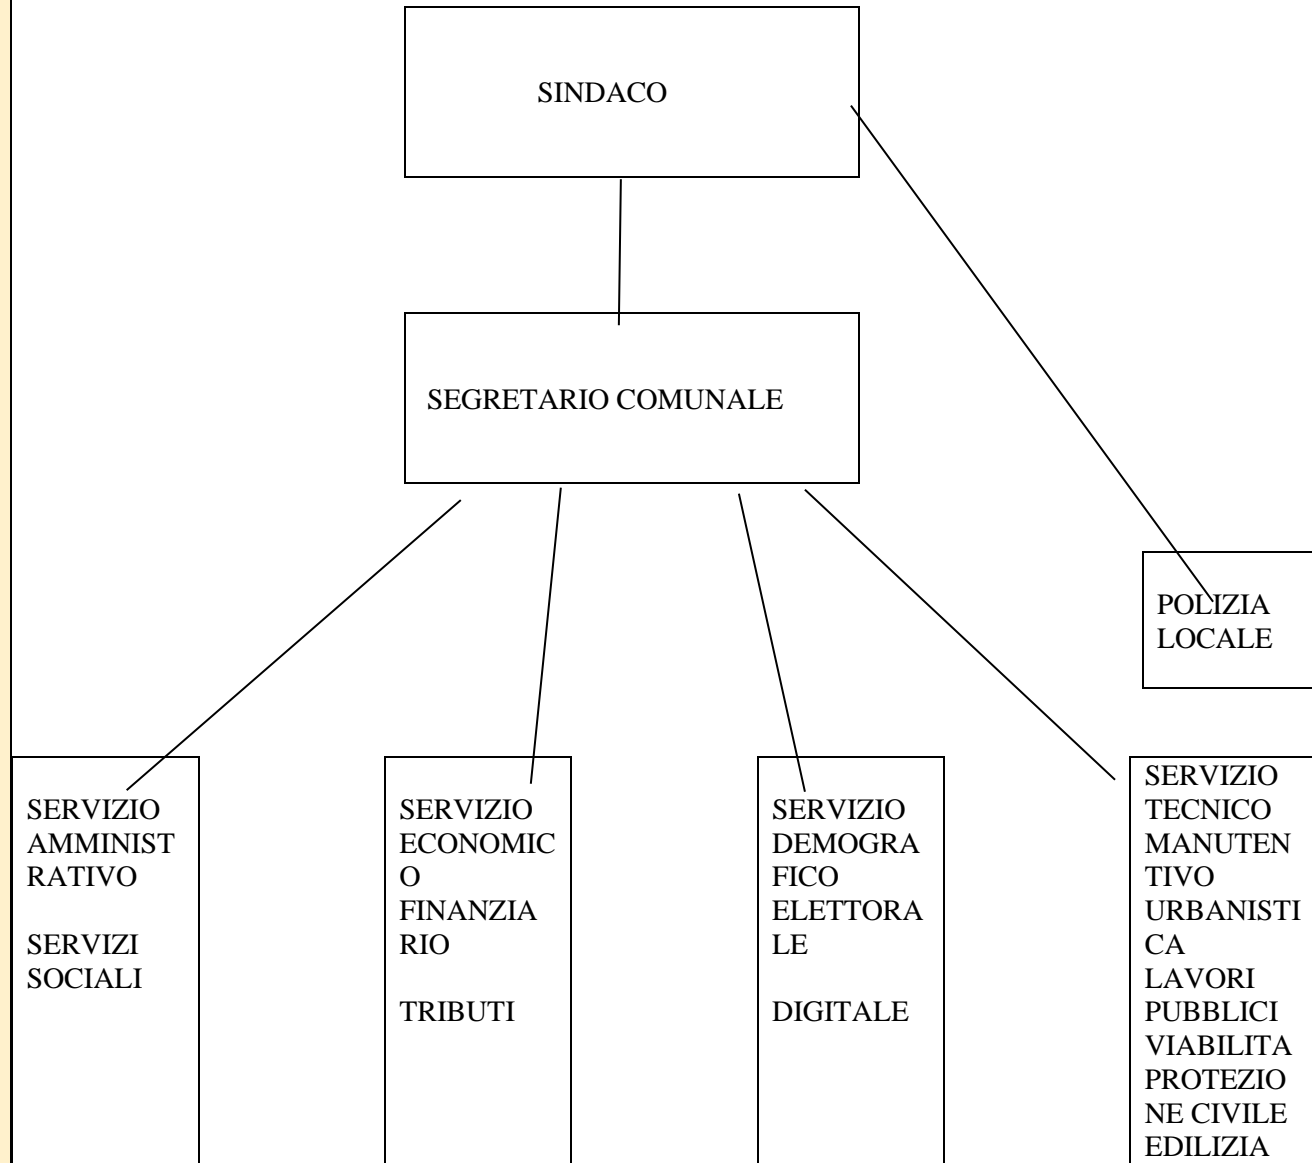 SINDACO
SEGRETARIO COMUNALE
POLIZIA
LOCALE
SERVIZIO
AMMINIST
RATIVO
SERVIZI
SOCIALI
SERVIZIO
ECONOMIC
O
FINANZIA
RIO
TRIBUTI
SERVIZIO
DEMOGRA
FICO
ELETTORA
LE
DIGITALE
SERVIZIO
TECNICO
MANUTEN
TIVO
URBANISTI
CA
LAVORI
PUBBLICI
VIABILITA
PROTEZIO
NE CIVILE
EDILIZIA